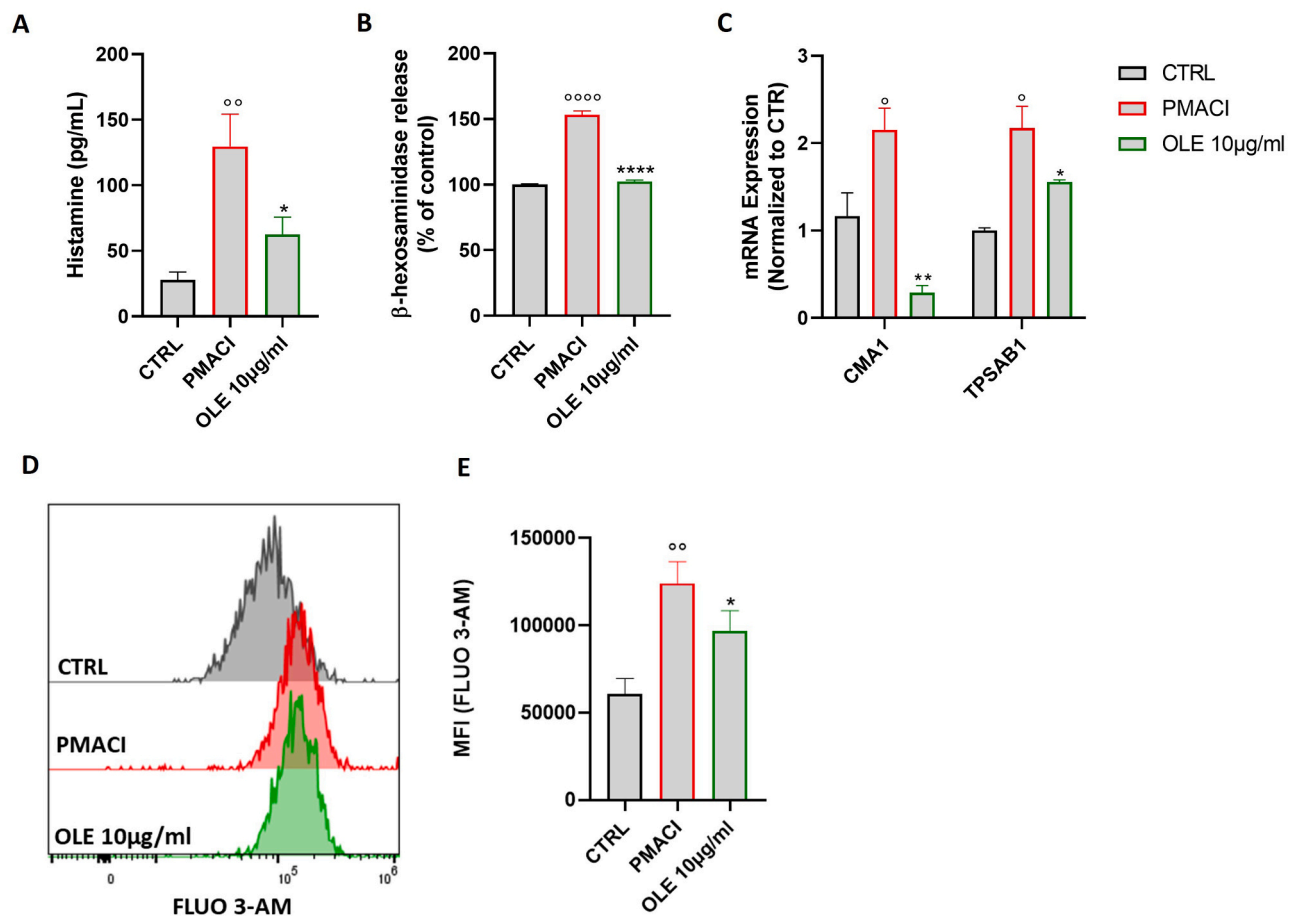 A
Histamine (pg/mL)
200
150
100
50
0
°°
*
CTRL
PMACI
OLE 10µg/ml
B
β-hexosaminidase release
(% of control)
200
150
100
50
0
°°°°
****
CTRL
PMACI
OLE 10µg/ml
C
mRNA Expression
(Normalized to CTR)
3
2
1
0
°
**
°
*
CMA1
TPSAB1
CTRL
PMACI
OLE 10µg/ml
D
CTRL
PMACI
OLE 10µg/ml
0
10⁵
10⁶
FLUO 3-AM
E
MFI (FLUO 3-AM)
150000
100000
50000
0
°°
*
CTRL
PMACI
OLE 10µg/ml